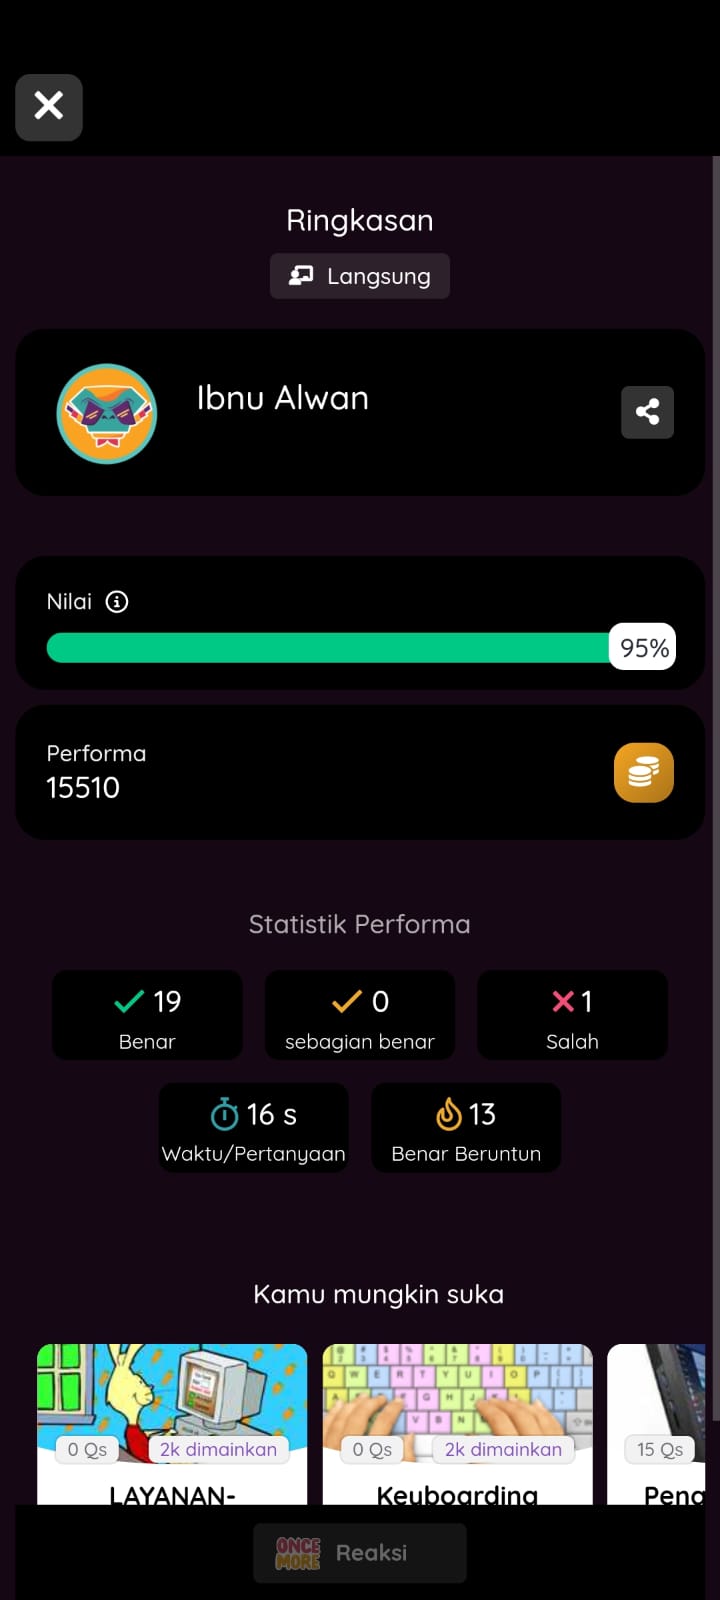 Ringkasan
Langsung
Ibnu Alwan
Nilai
95%
Performa
15510
Statistik Performa
19
Benar
0
sebagian benar
1
Salah
16 s
Waktu/Pertanyaan
13
Benar Beruntun
Kamu mungkin suka
0 Qs 2k dimainkan
0 Qs 2k dimainkan
15 Qs
LAYANAN-
Keyboarding
Peng
ONCE
MORE
Reaksi